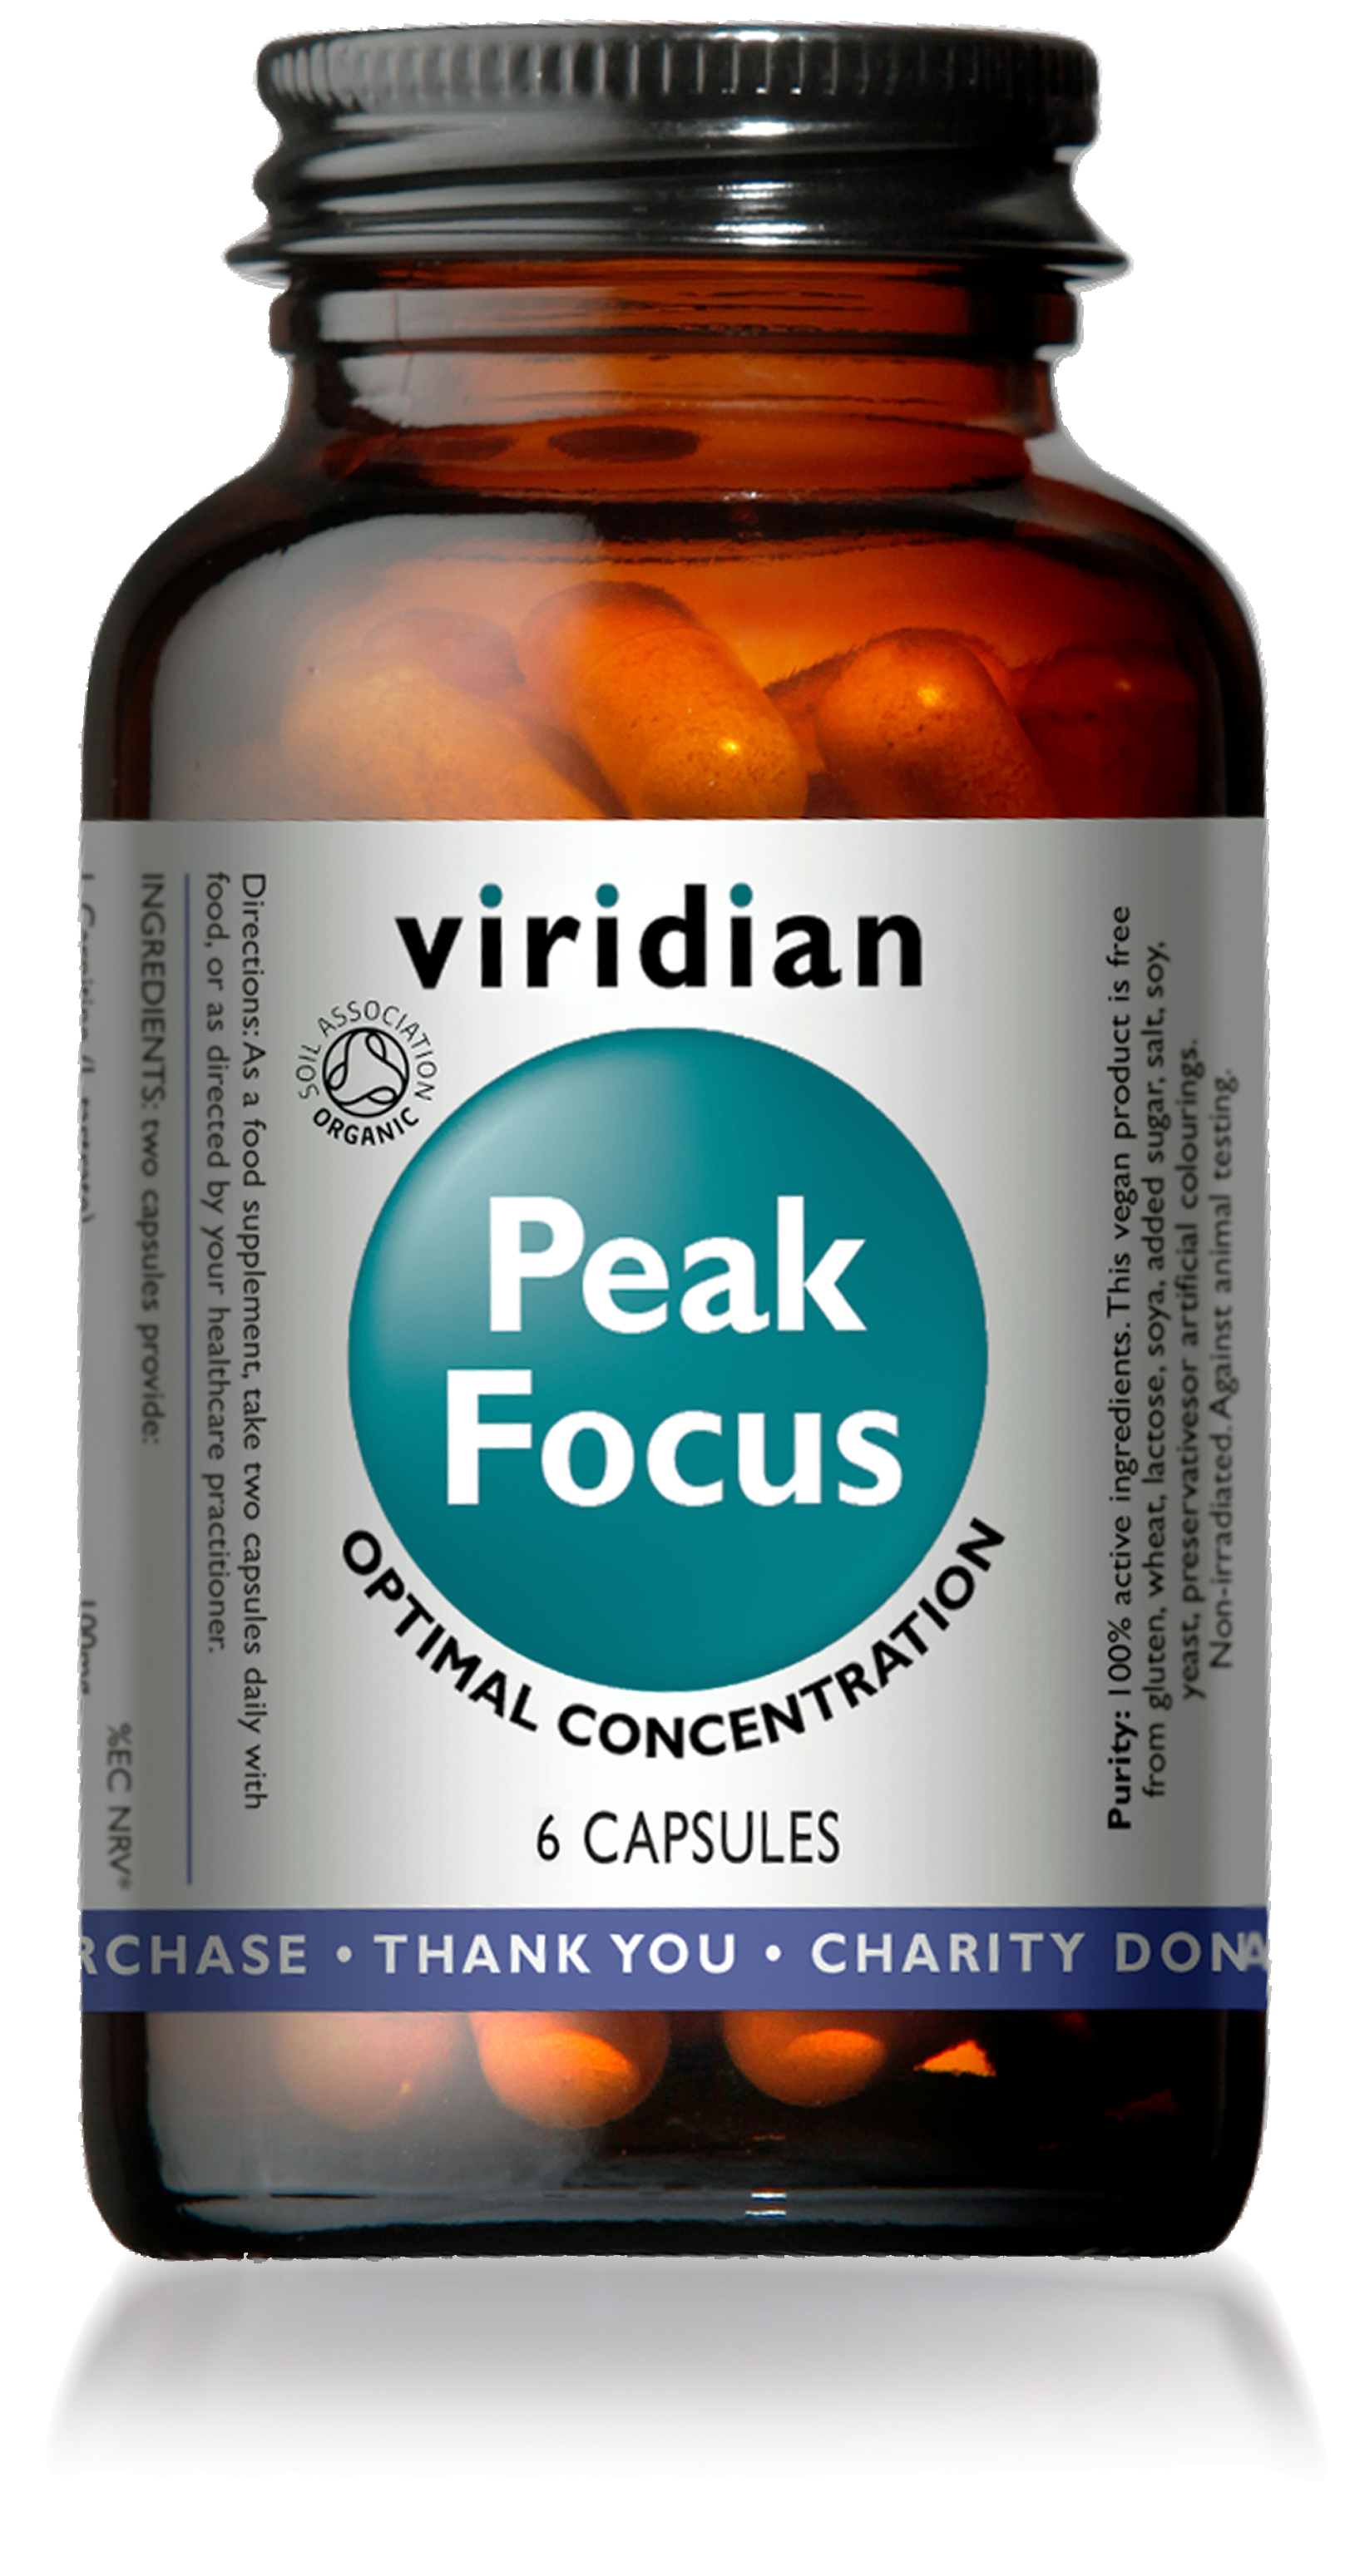 viridian
SOIL ASSOCIATION
ORGANIC
Peak
Focus
OPTIMAL CONCENTRATION
6 CAPSULES
RCHASE • THANK YOU • CHARITY DONA
Directions: As a food supplement, take two capsules daily with
food, or as directed by your healthcare practitioner.
INGREDIENTS: two capsules provide:
%EC NRV*
100mg
Purity: 100% active ingredients. This vegan product is free
from gluten, wheat, lactose, soya, added sugar, salt, soy,
yeast, preservativesor artificial colourings.
Non-irradiated. Against animal testing.